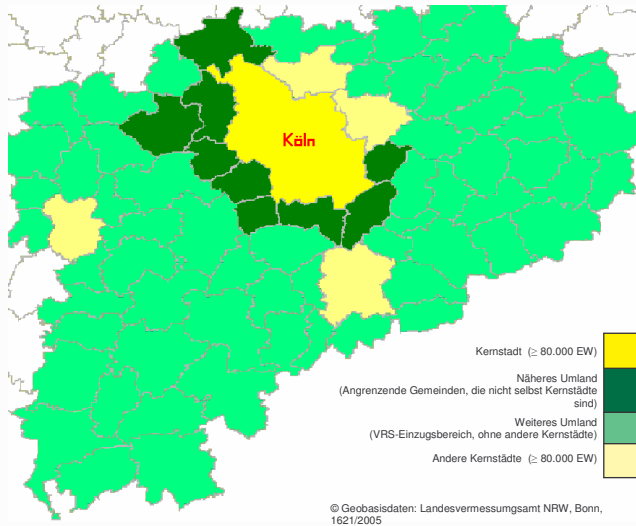 Köln
Kernstadt (≥ 80.000 EW)
Näheres Umland
(Angrenzende Gemeinden, die nicht selbst Kernstädte
sind)
Weiteres Umland
(VRS-Einzugsbereich, ohne andere Kernstädte)
Andere Kernstädte (≥ 80.000 EW)
© Geobasisdaten: Landesvermessumgsamt NRW, Bonn,
1621/2005